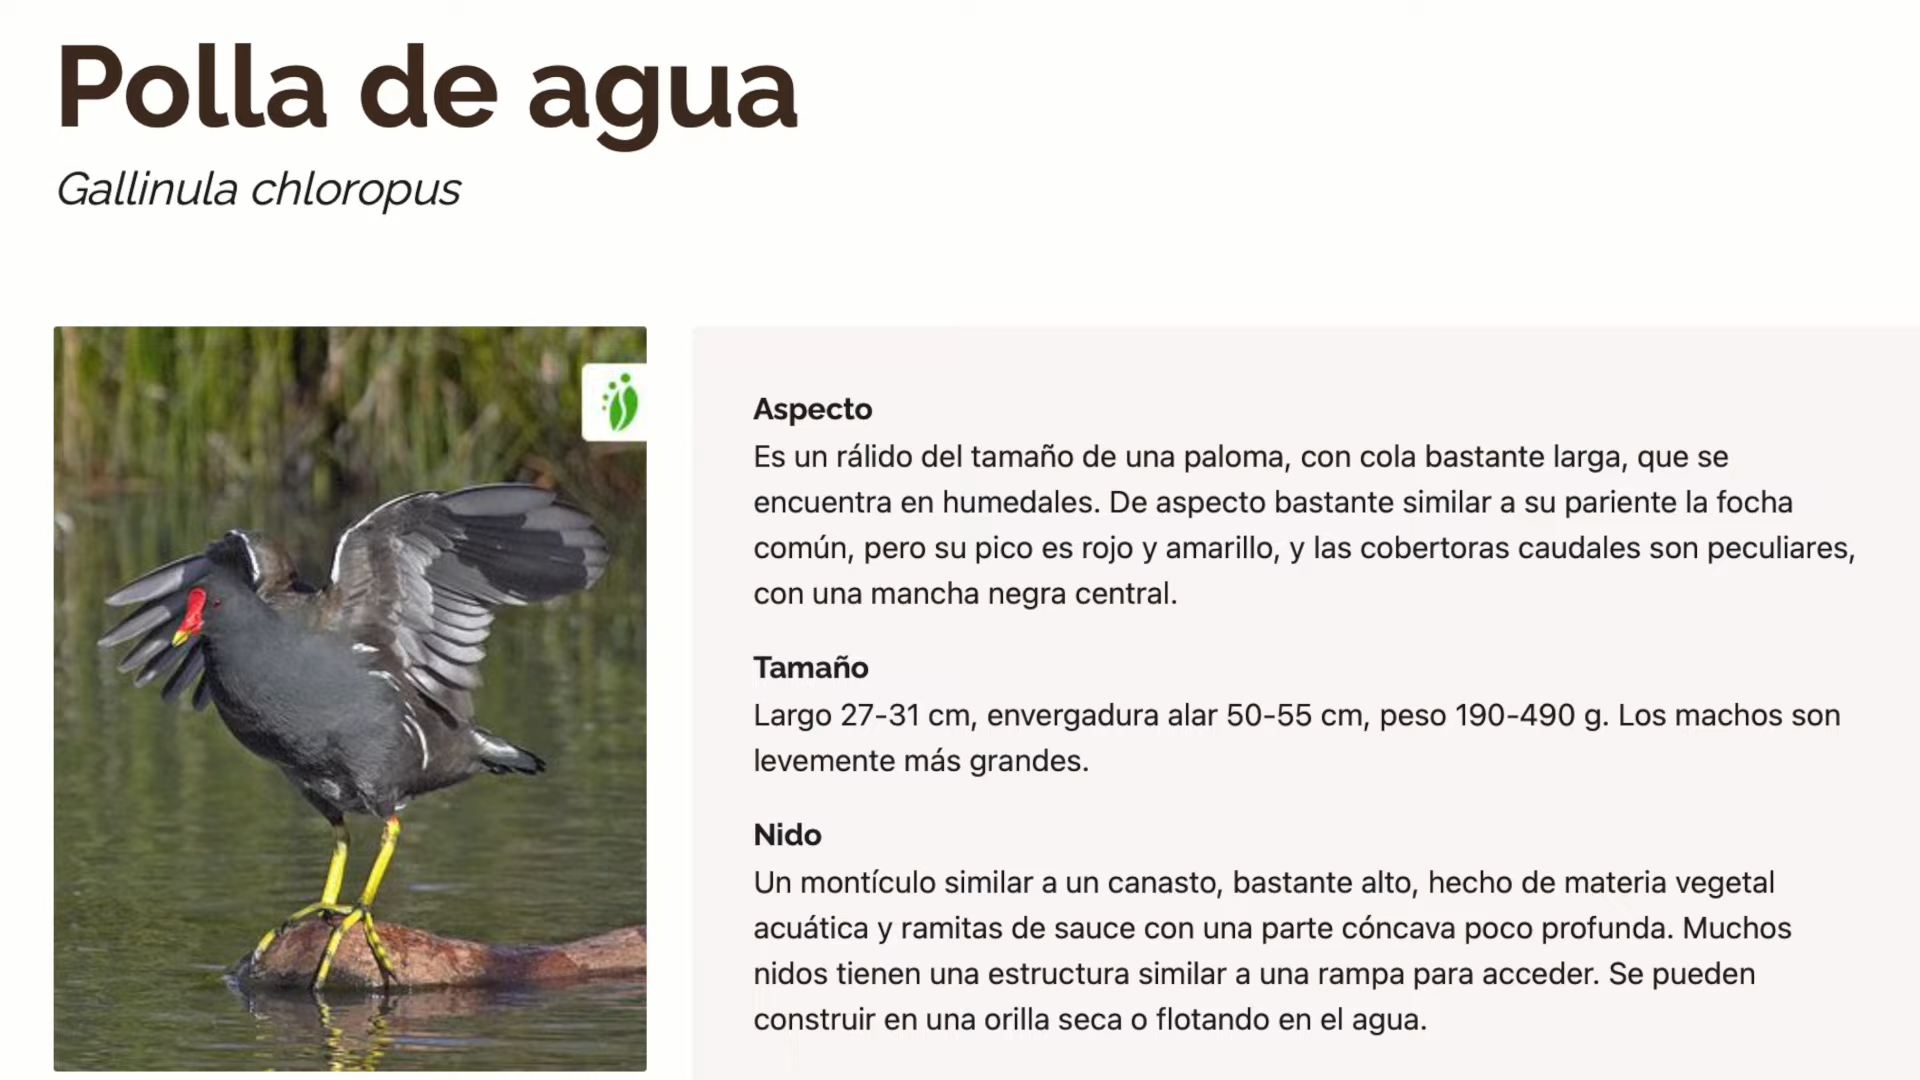 Polla de agua
Gallinula chloropus
Aspecto
Es un rálido del tamaño de una paloma, con cola bastante larga, que se
encuentra en humedales. De aspecto bastante similar a su pariente la focha
común, pero su pico es rojo y amarillo, y las cobertoras caudales son peculiares,
con una mancha negra central.
Tamaño
Largo 27-31 cm, envergadura alar 50-55 cm, peso 190-490 g. Los machos son
levemente más grandes.
Nido
Un montículo similar a un canasto, bastante alto, hecho de materia vegetal
acuática y ramitas de sauce con una parte cóncava poco profunda. Muchos
nidos tienen una estructura similar a una rampa para acceder. Se pueden
construir en una orilla seca o flotando en el agua.